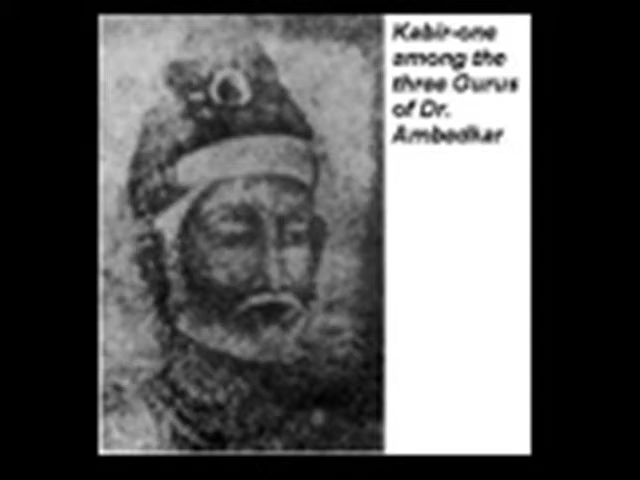 Kabir-one
among the
three Gurus
of Dr.
Ambedkar